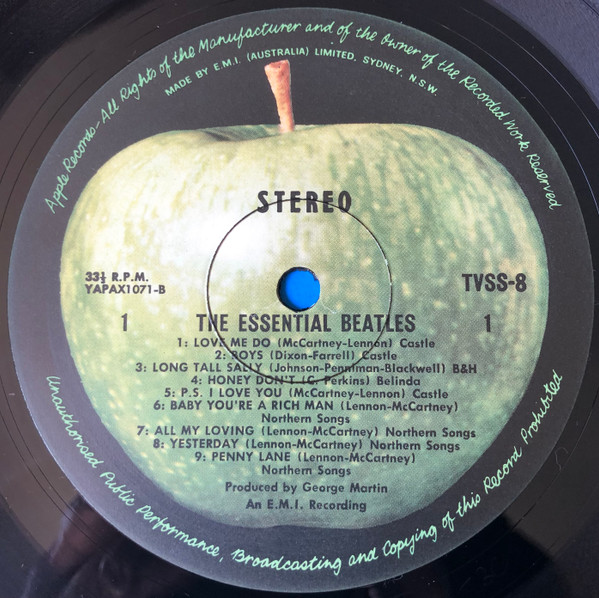 Apple Records—All Rights of the Manufacturer and of the Owner of the Recorded Work Reserved
MADE BY E.M.I. (AUSTRALIA) LIMITED, SYDNEY, N.S.W.
STEREO
33⅓ R.P.M.
YAPAX1071-B
TVSS-8
1
THE ESSENTIAL BEATLES
1
1: LOVE ME DO (McCartney-Lennon) Castle
2: BOYS (Dixon-Farrell) Castle
3: LONG TALL SALLY (Johnson-Penniman-Blackwell) B&H
4: HONEY DON'T (C. Perkins) Belinda
5: P.S. I LOVE YOU (McCartney-Lennon) Castle
6: BABY YOU'RE A RICH MAN (Lennon-McCartney)
Northern Songs
7: ALL MY LOVING (Lennon-McCartney) Northern Songs
8: YESTERDAY (Lennon-McCartney) Northern Songs
9: PENNY LANE (Lennon-McCartney)
Northern Songs
Produced by George Martin
An E.M.I. Recording
Unauthorised Public Performance, Broadcasting and Copying of this Record Prohibited